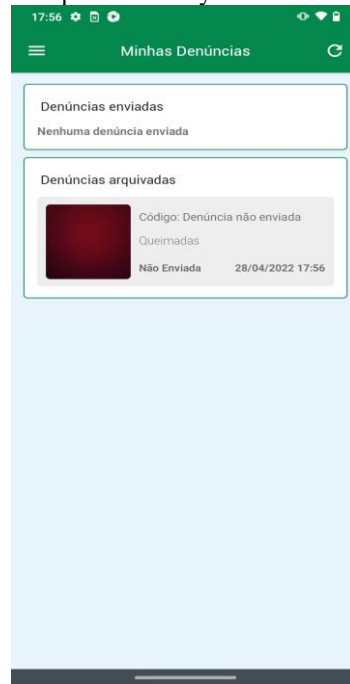 17:56
Minhas Denúncias
Denúncias enviadas
Nenhuma denúncia enviada
Denúncias arquivadas
Código: Denúncia não enviada
Queimadas
Não Enviada 28/04/2022 17:56